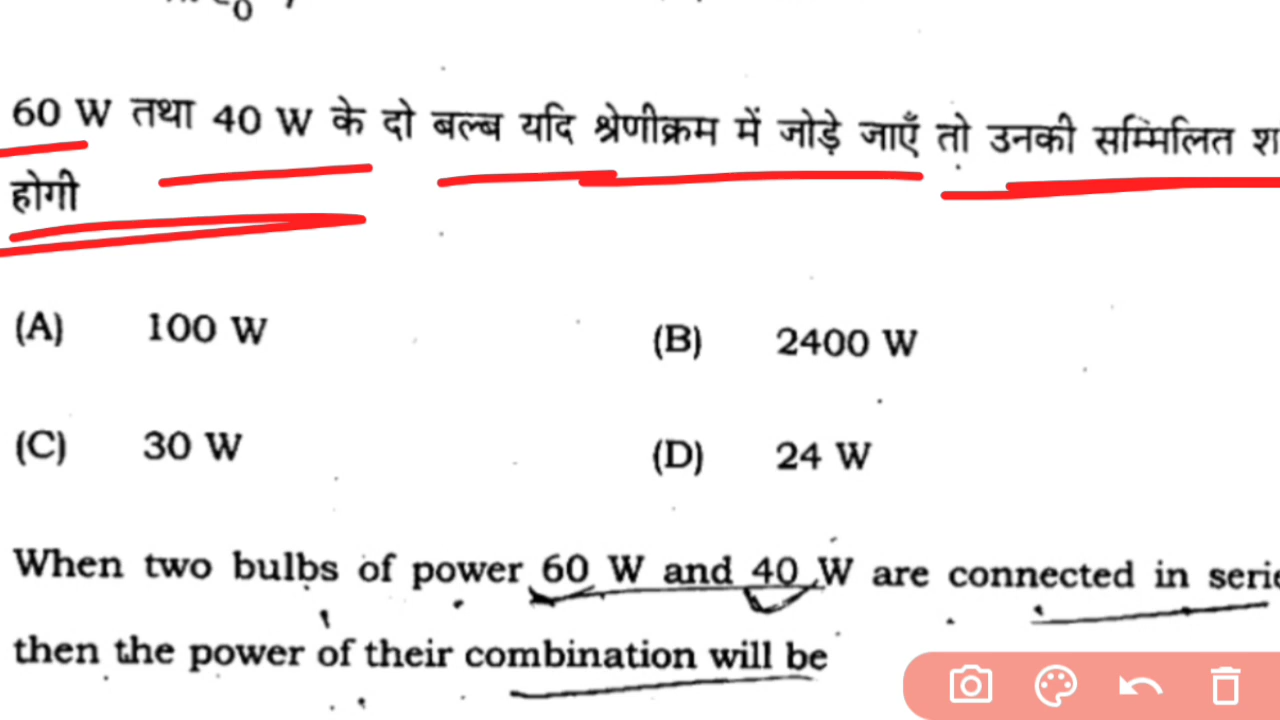 60 W तथा 40 W के दो बल्ब यदि श्रेणीक्रम में जोड़े जाएँ तो उनकी सम्मिलित श
होगी
(A) 100 W (B) 2400 W
(C) 30 W (D) 24 W
When two bulbs of power 60 W and 40 W are connected in serie
then the power of their combination will be